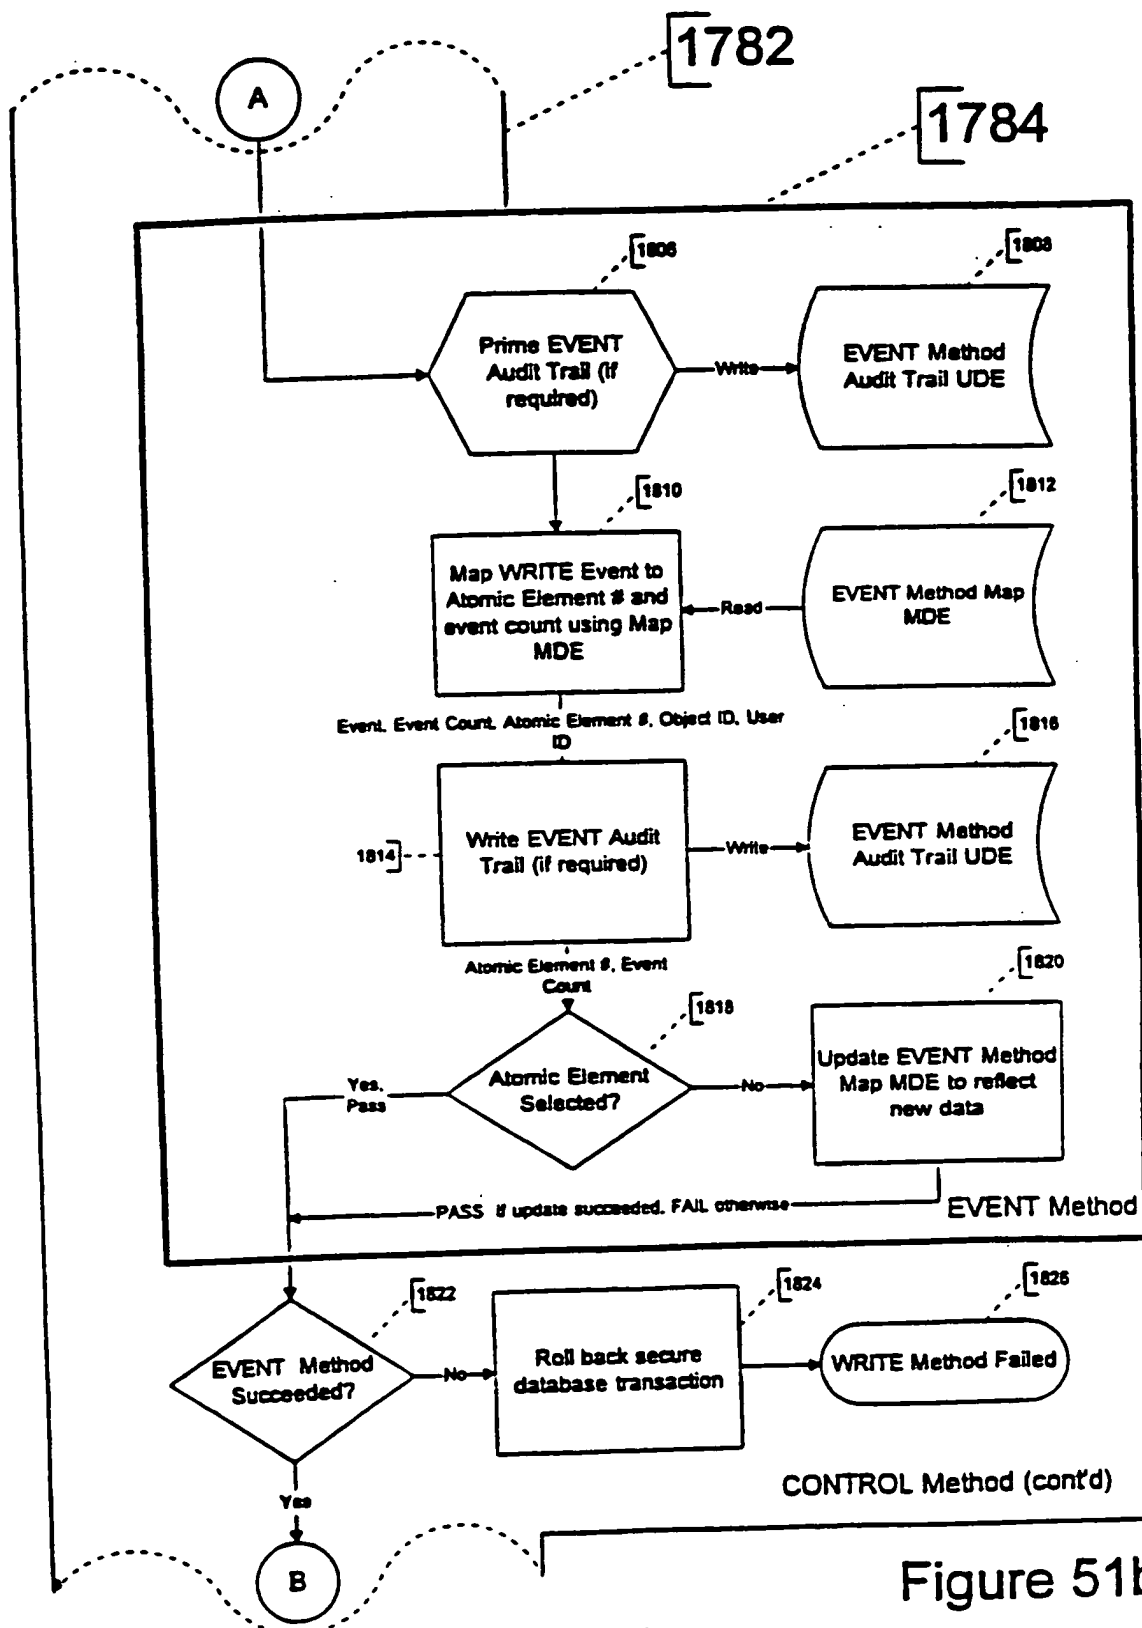 1782
A
1784
1806
1808
Prime EVENT
Audit Trail (if
required)
Write
EVENT Method
Audit Trail UDE
1810
1812
Map WRITE Event to
Atomic Element # and
event count using Map
MDE
Read
EVENT Method Map
MDE
Event, Event Count, Atomic Element #, Object ID, User
ID
1816
1814
Write EVENT Audit
Trail (if required)
Write
EVENT Method
Audit Trail UDE
Atomic Element #, Event
Count
1818
1820
Yes,
Pass
Atomic Element
Selected?
No
Update EVENT Method
Map MDE to reflect
new data
PASS if update succeeded, FAIL otherwise
EVENT Method
1822
1824
1826
EVENT Method
Succeeded?
No
Roll back secure
database transaction
WRITE Method Failed
CONTROL Method (cont'd)
Yes
B
Figure 51b